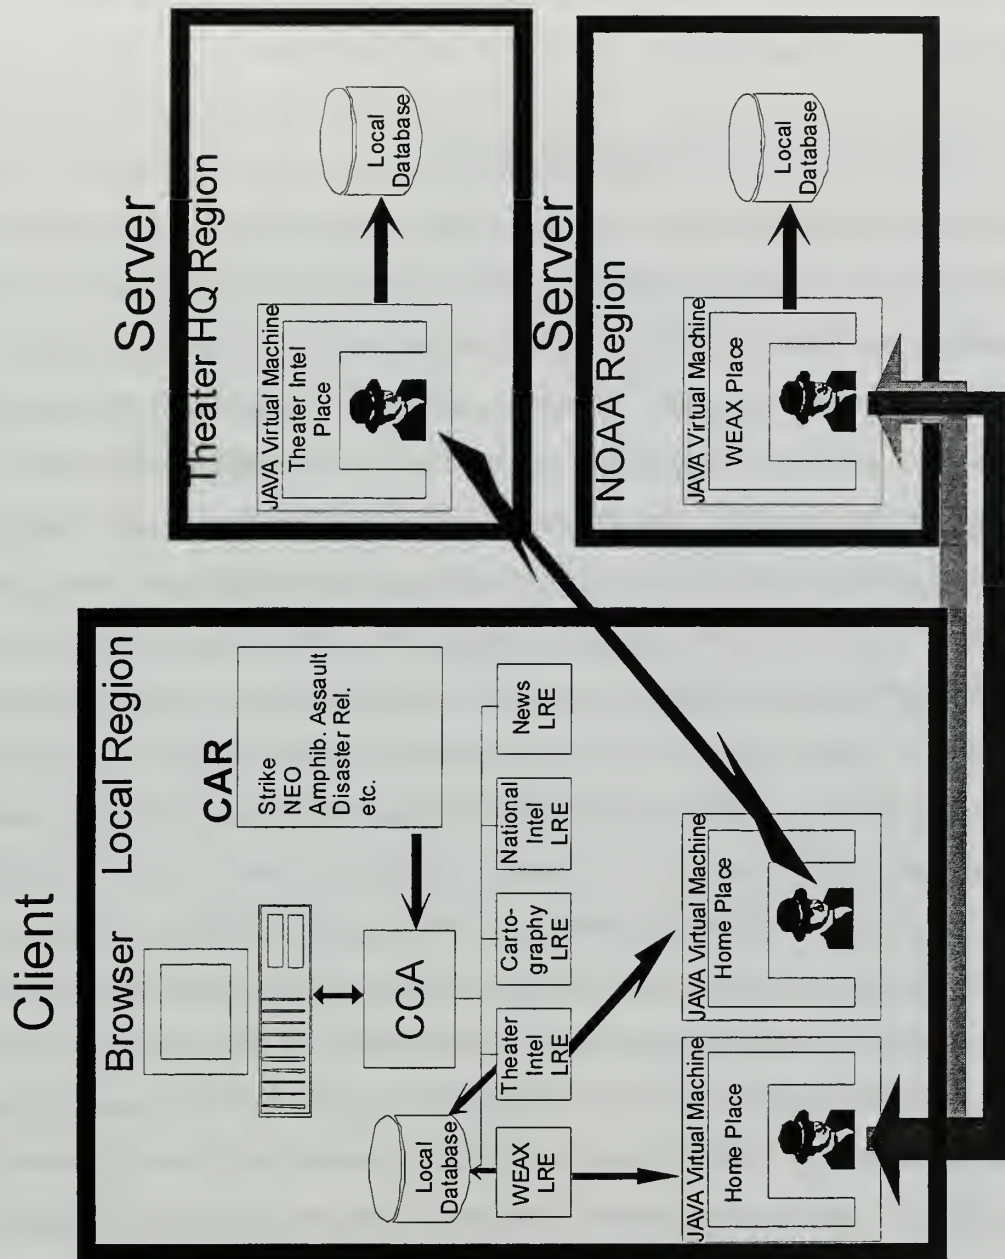 Client
Browser
Local Region
CAR
Strike
NEO
Amphib. Assault
Disaster Rel.
etc.
CCA
Local
Database
WEAX
LRE
Theater
Intel
LRE
Carto-
graphy
LRE
National
Intel
LRE
News
LRE
JAVA Virtual Machine
Home Place
JAVA Virtual Machine
Home Place
Server
Theater HQ Region
JAVA Virtual Machine
Theater Intel
Place
Local
Database
Server
NOAA Region
JAVA Virtual Machine
WEAX Place
Local
Database